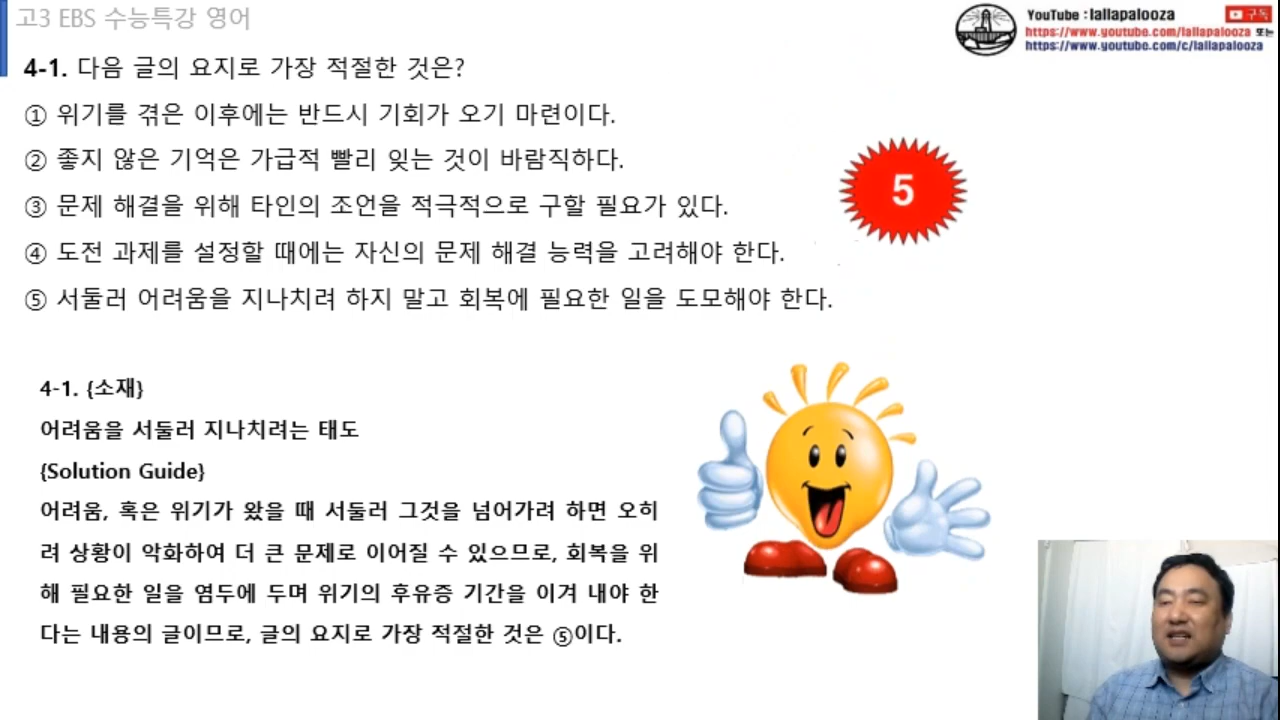 고3 EBS 수능특강 영어
YouTube : lallapalooza
구독
https://www.youtube.com/lallapalooza 또는
https://www.youtube.com/c/lallapalooza
4-1. 다음 글의 요지로 가장 적절한 것은?
① 위기를 겪은 이후에는 반드시 기회가 오기 마련이다.
② 좋지 않은 기억은 가급적 빨리 잊는 것이 바람직하다.
③ 문제 해결을 위해 타인의 조언을 적극적으로 구할 필요가 있다.
④ 도전 과제를 설정할 때에는 자신의 문제 해결 능력을 고려해야 한다.
⑤ 서둘러 어려움을 지나치려 하지 말고 회복에 필요한 일을 도모해야 한다.
5
4-1. {소재}
어려움을 서둘러 지나치려는 태도
{Solution Guide}
어려움, 혹은 위기가 왔을 때 서둘러 그것을 넘어가려 하면 오히
려 상황이 악화하여 더 큰 문제로 이어질 수 있으므로, 회복을 위
해 필요한 일을 염두에 두며 위기의 후유증 기간을 이겨 내야 한
다는 내용의 글이므로, 글의 요지로 가장 적절한 것은 ⑤이다.